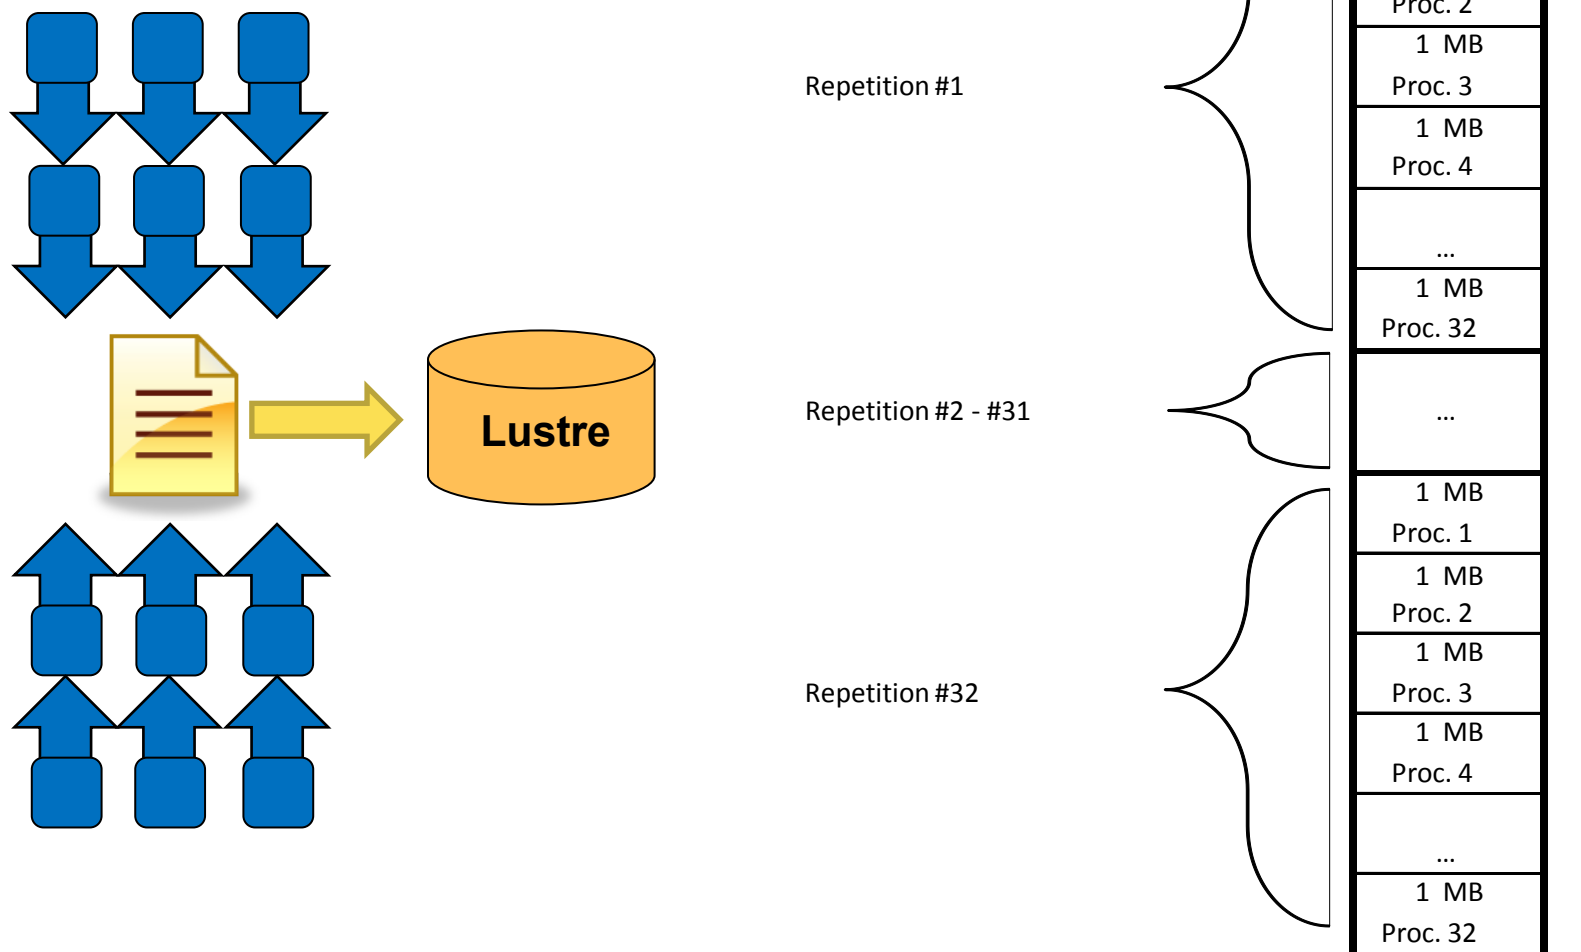 Proc. 2
1 MB
Repetition #1
Proc. 3
1 MB
Proc. 4
...
1 MB
Proc. 32
Lustre
Repetition #2 - #31
...
1 MB
Proc. 1
1 MB
Proc. 2
1 MB
Repetition #32
Proc. 3
1 MB
Proc. 4
...
1 MB
Proc. 32